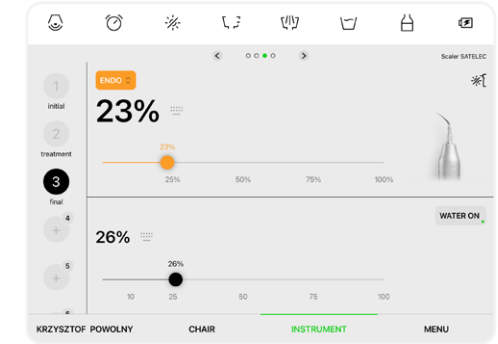 Scaler SATELEC
1
initial
2
treatment
3
final
4
+
5
+
ENDO
23%
23%
25% 50% 75% 100%
WATER ON
26%
26%
10 25 50 75 100
KRZYSZTOF POWOLNY CHAIR INSTRUMENT MENU